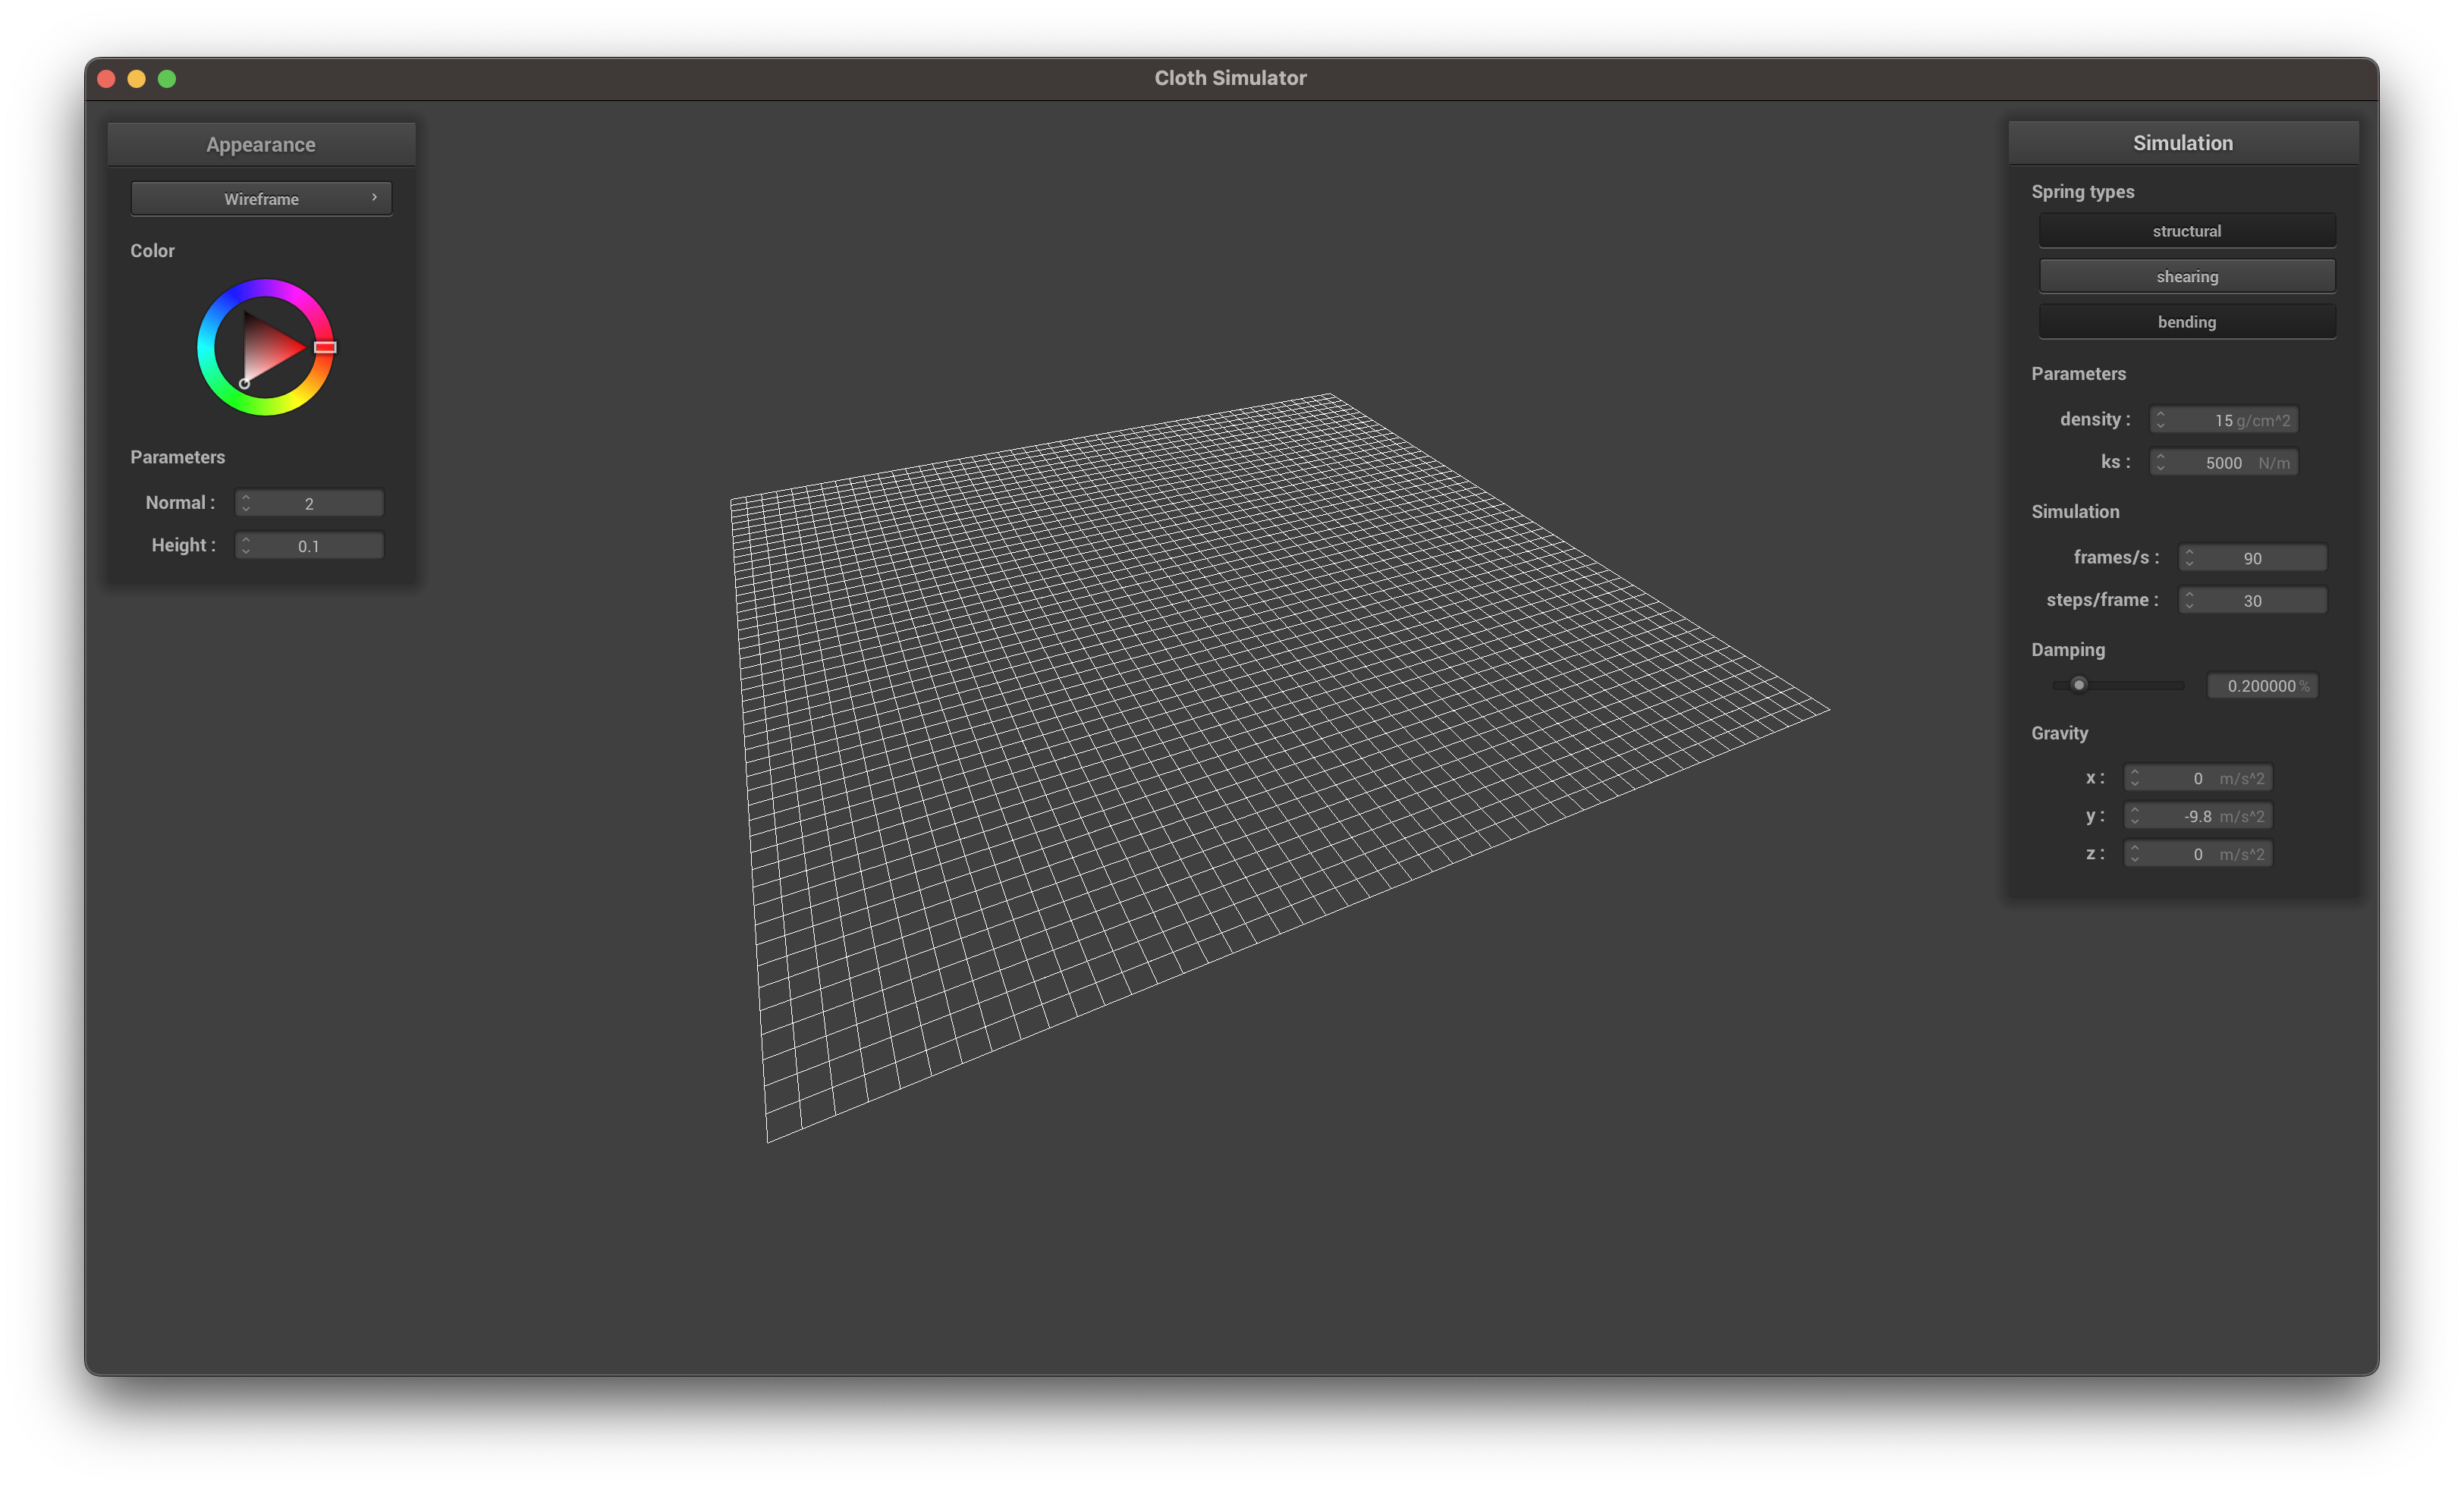 Cloth Simulator
Appearance
Wireframe
Color
Parameters
Normal : 2
Height : 0.1
Simulation
Spring types
structural
shearing
bending
Parameters
density : 15 g/cm^2
ks : 5000 N/m
Simulation
frames/s : 90
steps/frame : 30
Damping
0.200000 %
Gravity
x : 0 m/s^2
y : -9.8 m/s^2
z : 0 m/s^2